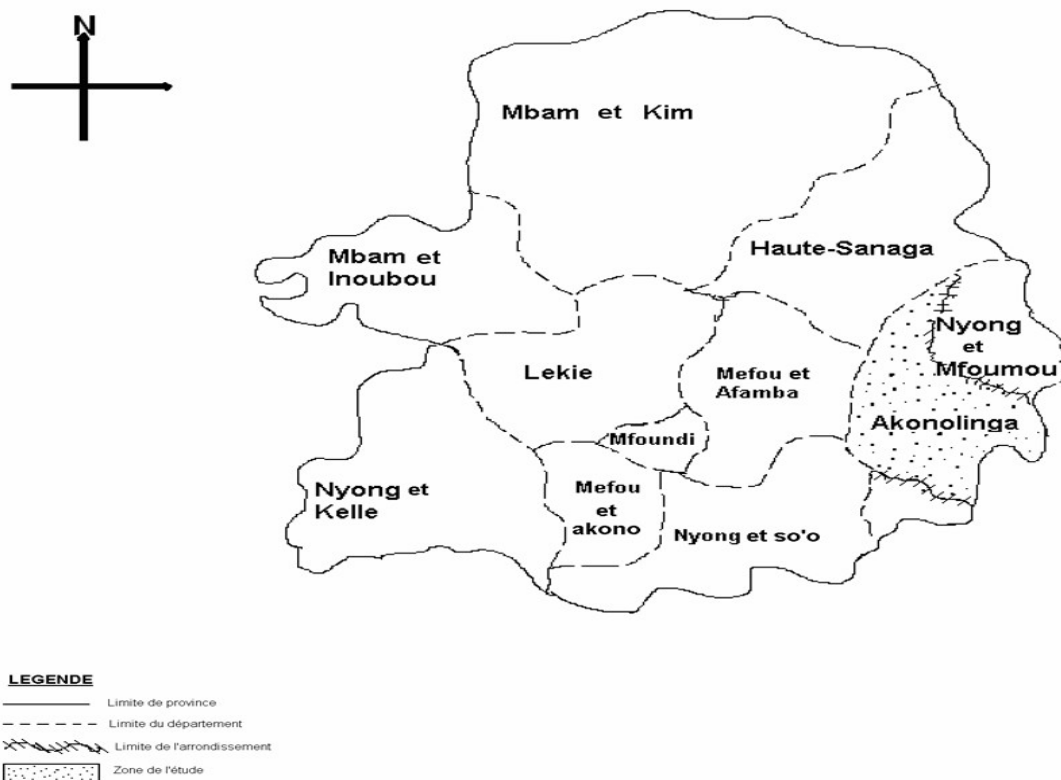 N
Mbam et Kim
Haute-Sanaga
Mbam et
Inoubou
Nyong
et
Mfoumou
Lekie
Mefou et
Afamba
Akonolinga
Mfoundi
Nyong et
Kelle
Mefou
et
akono
Nyong et so'o
LEGENDE
Limite de province
Limite du département
Limite de l'arrondissement
Zone de l'étude